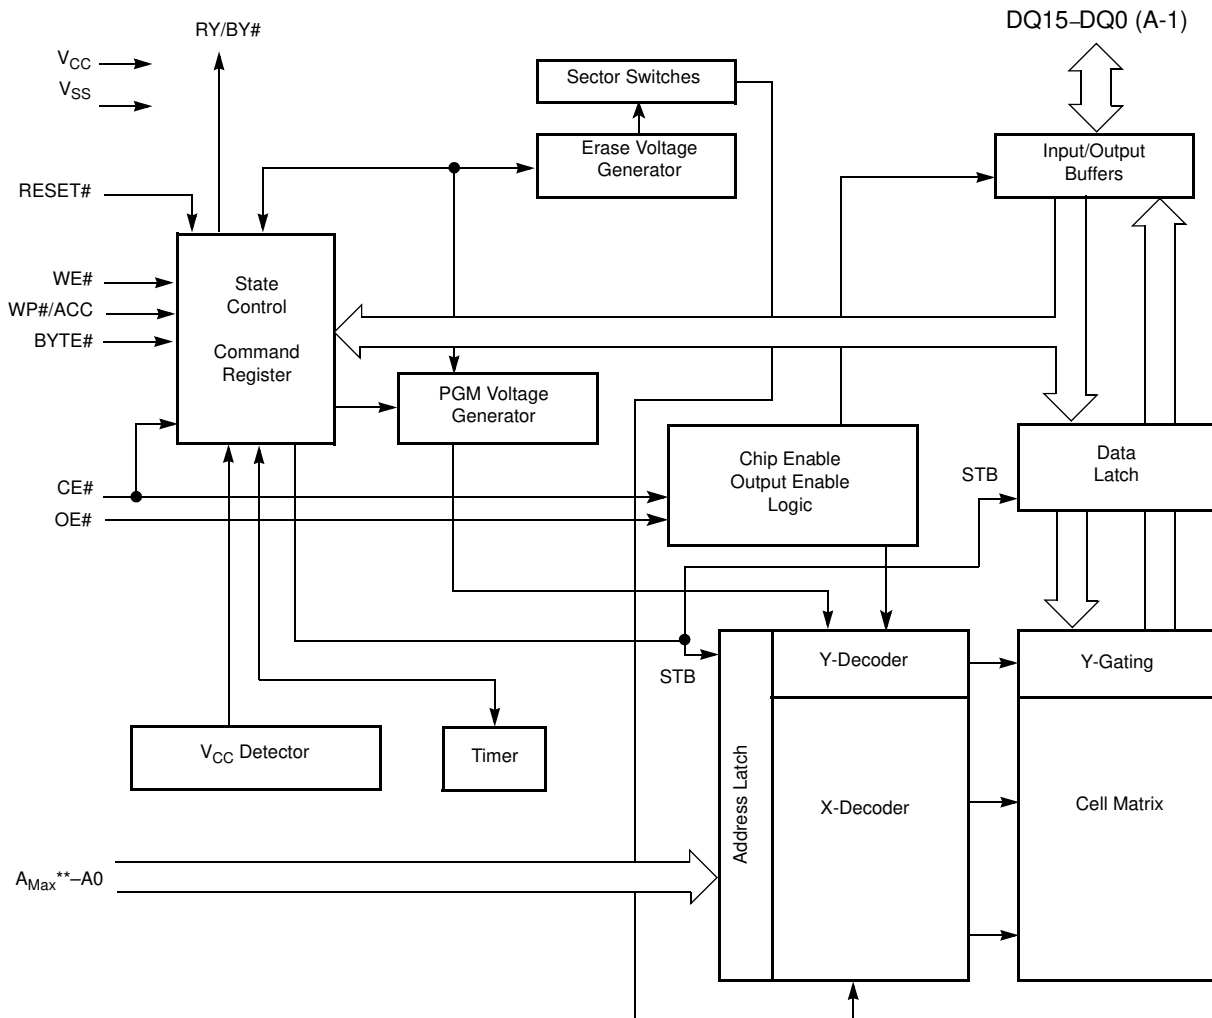 DQ15–DQ0 (A-1)
RY/BY#
VCC
VSS
Sector Switches
Erase Voltage
Generator
Input/Output
Buffers
RESET#
WE#
WP#/ACC
BYTE#
State
Control
Command
Register
PGM Voltage
Generator
Chip Enable
Output Enable
Logic
Data
Latch
STB
CE#
OE#
STB
Y-Decoder
Y-Gating
VCC Detector
Timer
Address Latch
X-Decoder
Cell Matrix
AMax**–A0